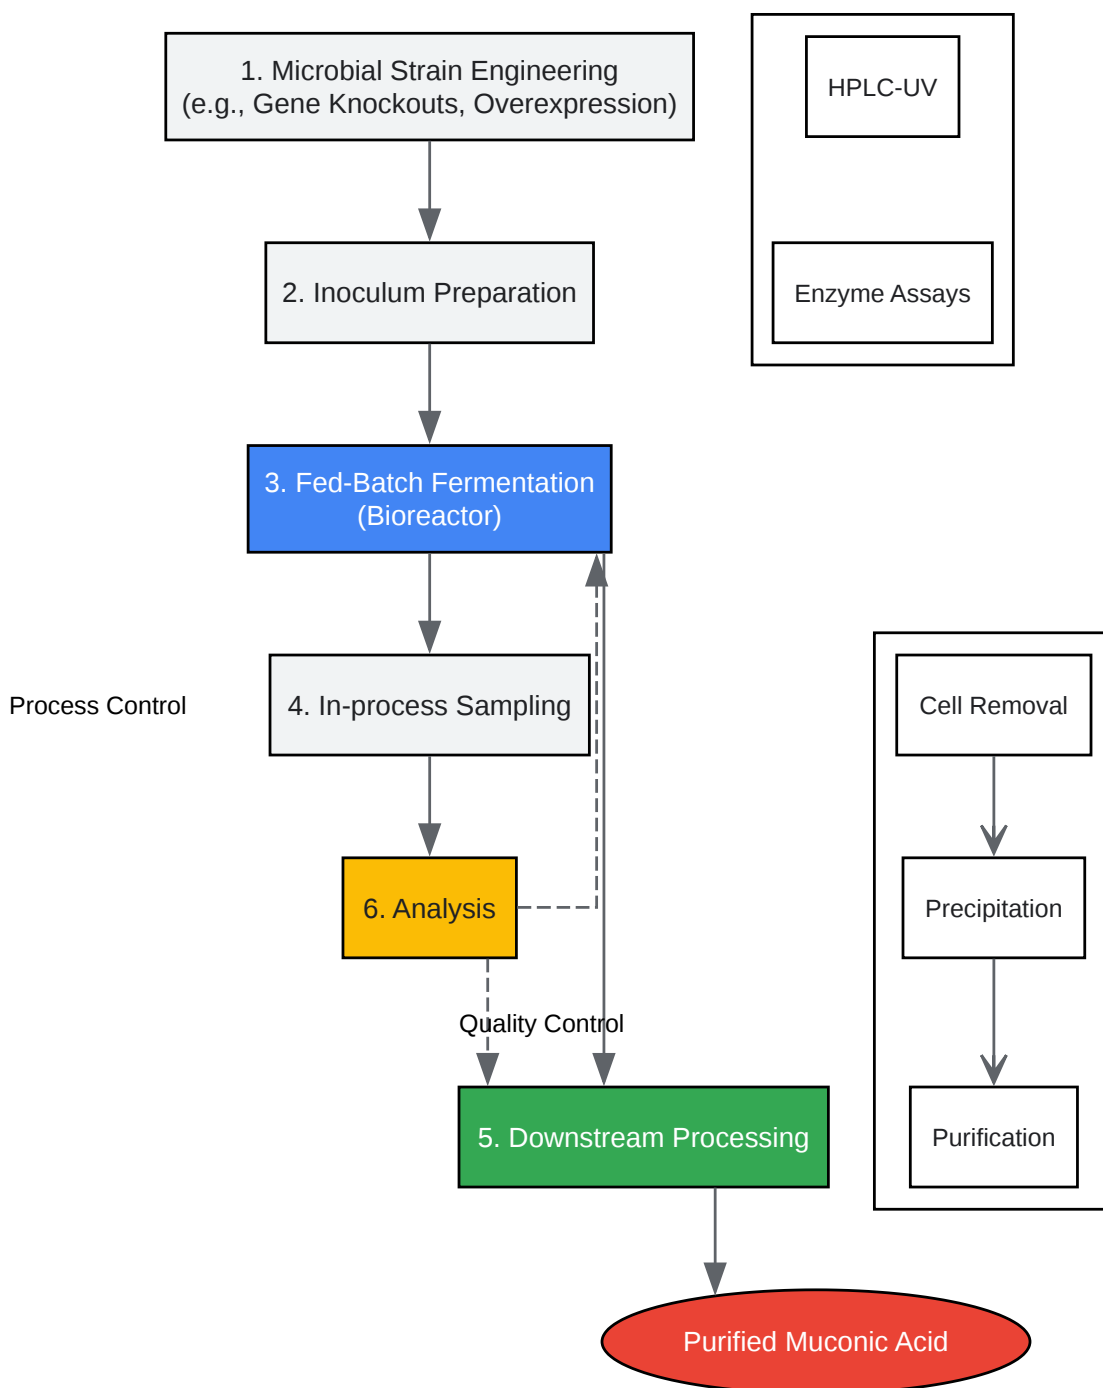 1. Microbial Strain Engineering
(e.g., Gene Knockouts, Overexpression)
HPLC-UV
2. Inoculum Preparation
Enzyme Assays
3. Fed-Batch Fermentation
(Bioreactor)
Process Control
4. In-process Sampling
Cell Removal
6. Analysis
Precipitation
Quality Control
5. Downstream Processing
Purification
Purified Muconic Acid